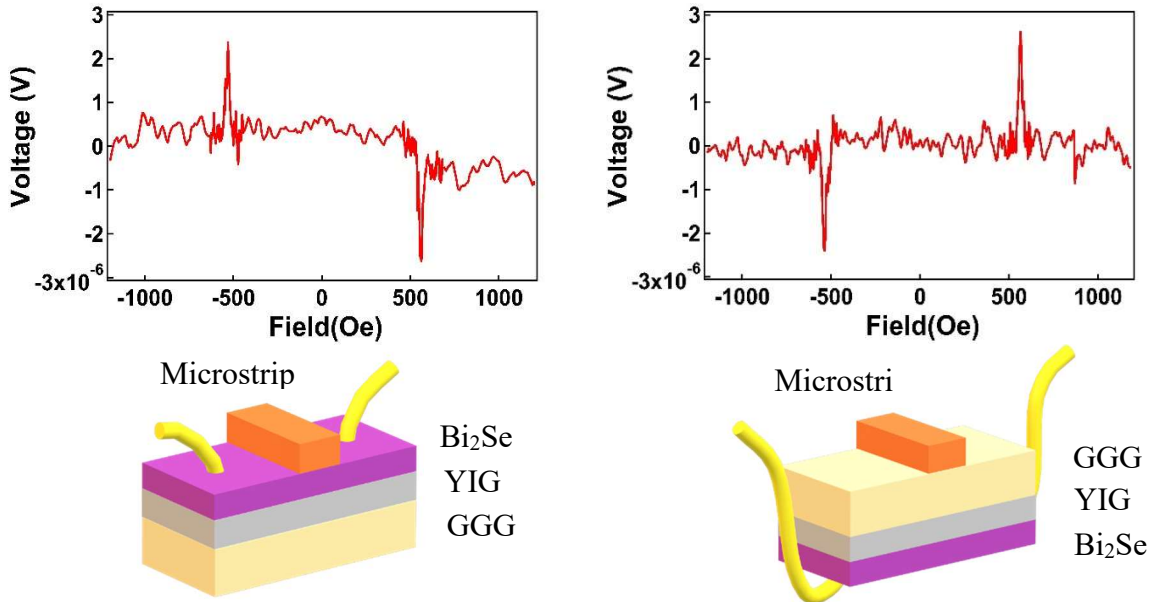 3
2
1
0
-1
-2
-3x10⁻⁶
Voltage (V)
-1000 -500 0 500 1000
Field(Oe)
3
2
1
0
-1
-2
-3x10⁻⁶
Voltage (V)
-1000 -500 0 500 1000
Field(Oe)
Microstrip
Bi₂Se
YIG
GGG
Microstri
GGG
YIG
Bi₂Se